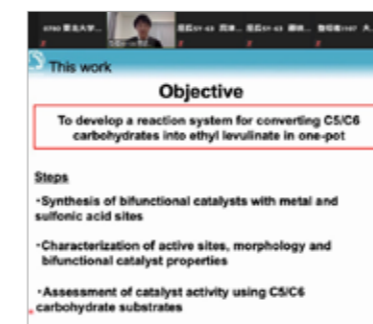 This work
Objective
To develop a reaction system for converting C5/C6
carbohydrates into ethyl levulinate in one-pot
Steps
・Synthesis of bifunctional catalysts with metal and
sulfonic acid sites
・Characterization of active sites, morphology and
bifunctional catalyst properties
・Assessment of catalyst activity using C5/C6
carbohydrate substrates